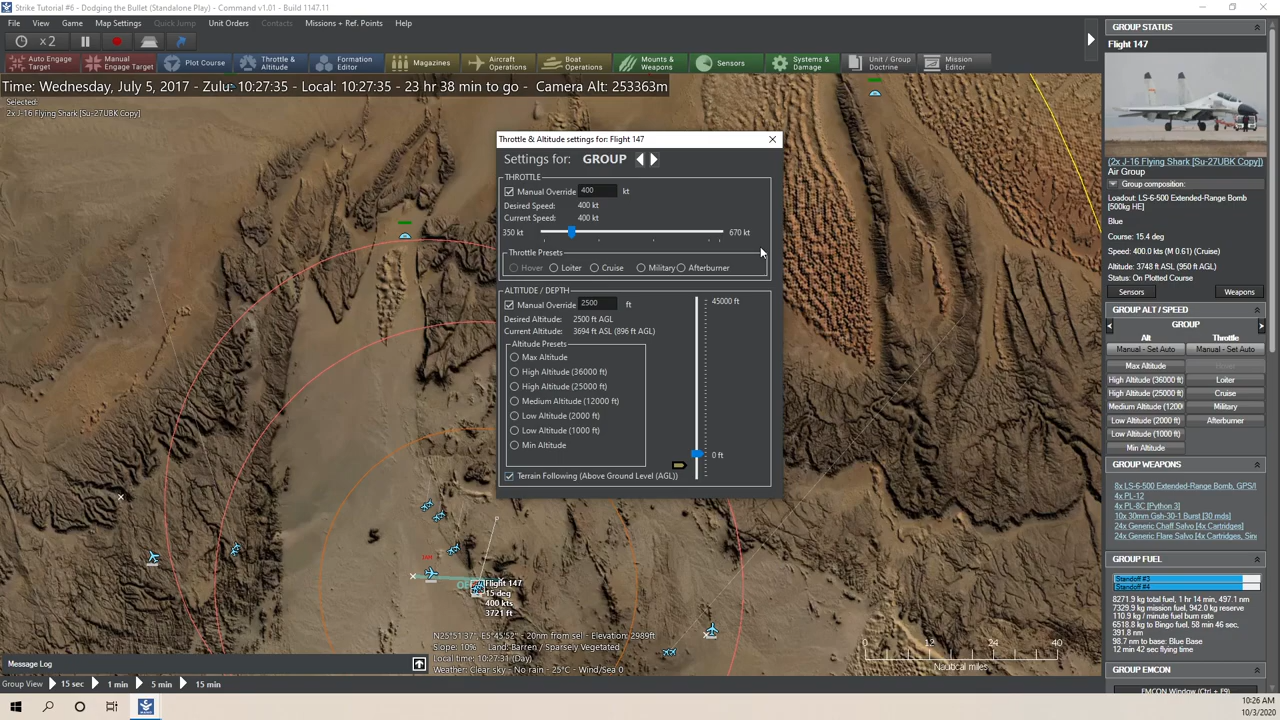 Strike Tutorial #6 - Dodging the Bullet (Standalone Play) - Command v1.01 - Build 1147.11
File View Game Map Settings Quick Jump Unit Orders Contacts Missions + Ref. Points Help
x 2
Auto Engage Target
Manual Engage Target
Plot Course
Throttle & Altitude
Formation Editor
Magazines
Aircraft Operations
Boat Operations
Mounts & Weapons
Sensors
Systems & Damage
Unit / Group Doctrine
Mission Editor
Time: Wednesday, July 5, 2017 - Zulu: 10:27:35 - Local: 10:27:35 - 23 hr 38 min to go - Camera Alt: 253363m
Selected:
2x J-16 Flying Shark [Su-27UBK Copy]
Throttle & Altitude settings for: Flight 147
Settings for: GROUP
THROTTLE
Manual Override 400 kt
Desired Speed: 400 kt
Current Speed: 400 kt
350 kt 670 kt
Throttle Presets
Hover Loiter Cruise Military Afterburner
ALTITUDE / DEPTH
Manual Override 2500 ft
45000 ft
Desired Altitude: 2500 ft AGL
Current Altitude: 3694 ft ASL (896 ft AGL)
Altitude Presets
Max Altitude
High Altitude (36000 ft)
High Altitude (25000 ft)
Medium Altitude (12000 ft)
Low Altitude (2000 ft)
Low Altitude (1000 ft)
Min Altitude
0 ft
Terrain Following (Above Ground Level (AGL))
Flight 147
15 deg
400 kts
3721 ft
N25°51'37", E5°45'52" - 20nm from sel - Elevation: 2989ft
Slope: 10% - Land: Barren / Sparsely Vegetated
Local time: 10:27:31 (Day)
Weather: Clear sky - No rain - 25°C - Wind/Sea 0
0 12 24 40
Nautical miles
GROUP STATUS
Flight 147
(2x J-16 Flying Shark [Su-27UBK Copy])
Air Group
Group composition:
Loadout: LS-6-500 Extended-Range Bomb [500kg HE]
Blue
Course: 15.4 deg
Speed: 400.0 kts (M 0.61) (Cruise)
Altitude: 3748 ft ASL (950 ft AGL)
Status: On Plotted Course
Sensors Weapons
GROUP ALT / SPEED
GROUP
Alt Throttle
Manual - Set Auto Manual - Set Auto
Max Altitude Hover
High Altitude (36000 ft) Loiter
High Altitude (25000 ft) Cruise
Medium Altitude (12000 Military
Low Altitude (2000 ft) Afterburner
Low Altitude (1000 ft)
Min Altitude
GROUP WEAPONS
8x LS-6-500 Extended-Range Bomb, GPS/I
4x PL-12
4x PL-8C [Python 3]
10x 30mm Gsh-30-1 Burst [30 rnds]
24x Generic Chaff Salvo [4x Cartridges]
24x Generic Flare Salvo [4x Cartridges, Sin
GROUP FUEL
Standoff #3
Standoff #4
8271.9 kg total fuel, 1 hr 14 min, 497.1 nm
7329.9 kg mission fuel, 942.0 kg reserve
110.9 kg / minute fuel burn rate
6518.8 kg to Bingo fuel, 58 min 46 sec, 391.8 nm
98.7 nm to base: Blue Base
12 min 42 sec flying time
GROUP EMCON
EMCON Window (Ctrl + F9)
Message Log
Group View 15 sec 1 min 5 min 15 min
10:26 AM
10/3/2020